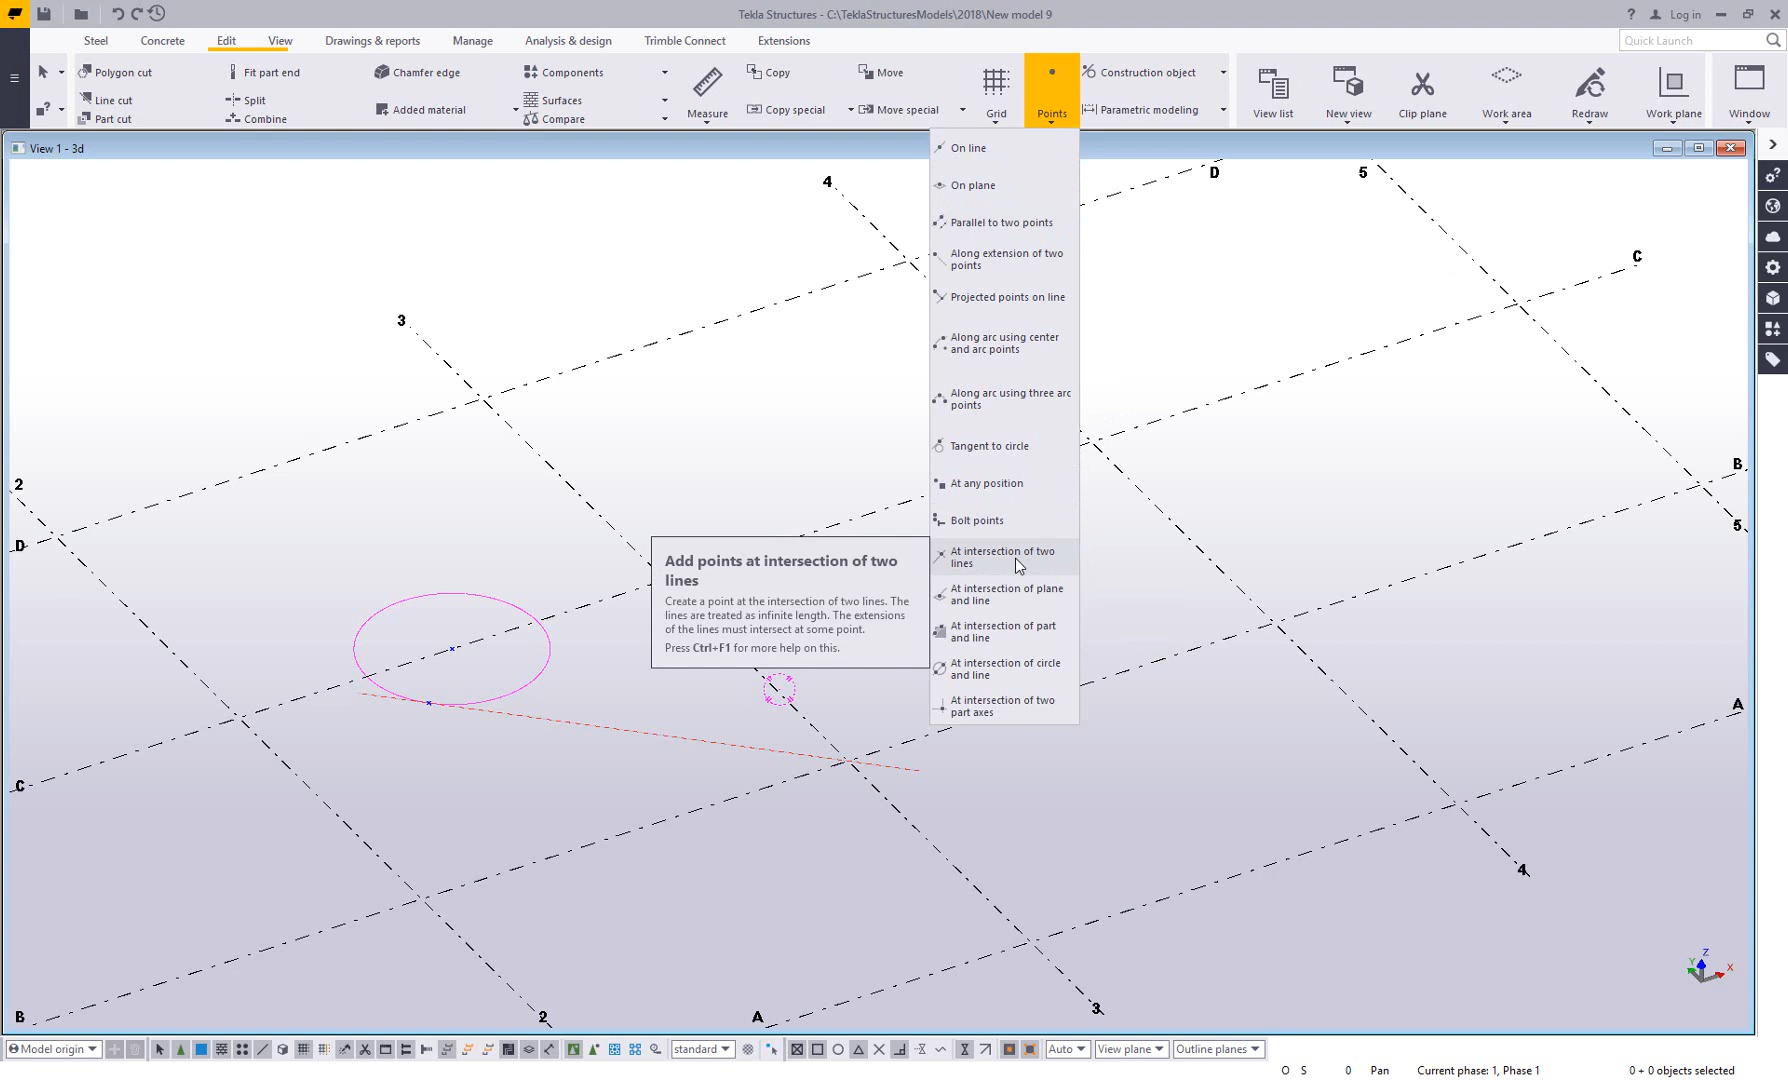 Tekla Structures - C:\TeklaStructuresModels\2018\New model 9
? Log in
Steel Concrete Edit View Drawings & reports Manage Analysis & design Trimble Connect Extensions
Quick Launch
Polygon cut
Line cut
Part cut
Fit part end
Split
Combine
Chamfer edge
Added material
Components
Surfaces
Compare
Measure
Copy
Copy special
Move
Move special
Grid
Points
Construction object
Parametric modeling
View list
New view
Clip plane
Work area
Redraw
Work plane
Window
View 1 - 3d
On line
On plane
Parallel to two points
Along extension of two
points
Projected points on line
Along arc using center
and arc points
Along arc using three arc
points
Tangent to circle
At any position
Bolt points
At intersection of two
lines
At intersection of plane
and line
At intersection of part
and line
At intersection of circle
and line
At intersection of two
part axes
Add points at intersection of two
lines
Create a point at the intersection of two lines. The
lines are treated as infinite length. The extensions
of the lines must intersect at some point.
Press Ctrl+F1 for more help on this.
4
D
5
C
3
B
2
5
D
A
C
4
B
2
A
3
Z
Y
X
Model origin
standard
Auto
View plane
Outline planes
O S 0 Pan Current phase: 1, Phase 1 0 + 0 objects selected